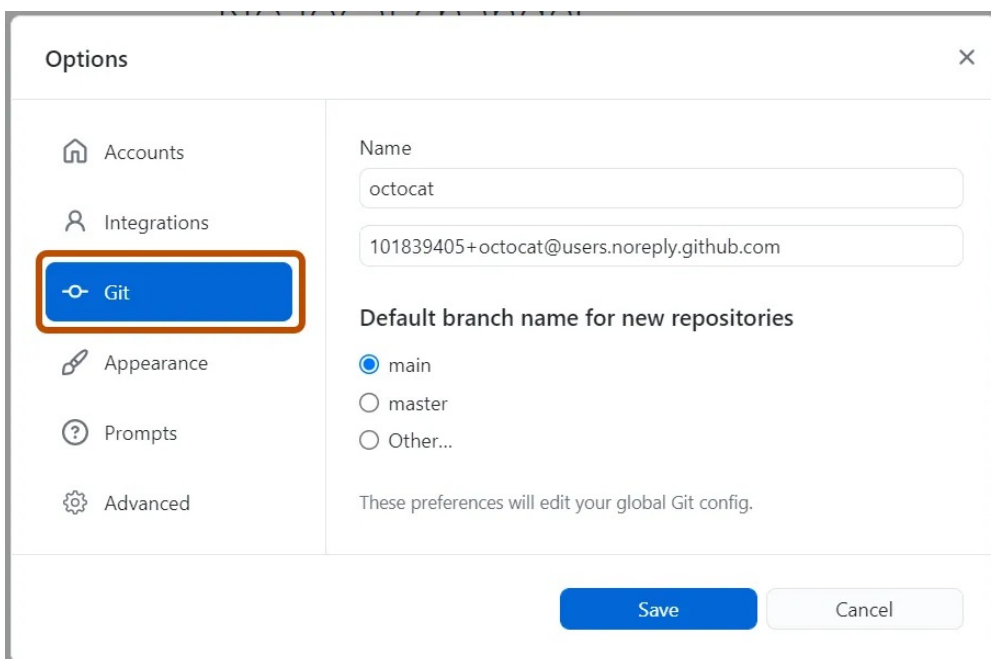 Options
Accounts
Integrations
Git
Appearance
Prompts
Advanced
Name
octocat
101839405+octocat@users.noreply.github.com
Default branch name for new repositories
main
master
Other...
These preferences will edit your global Git config.
Save
Cancel